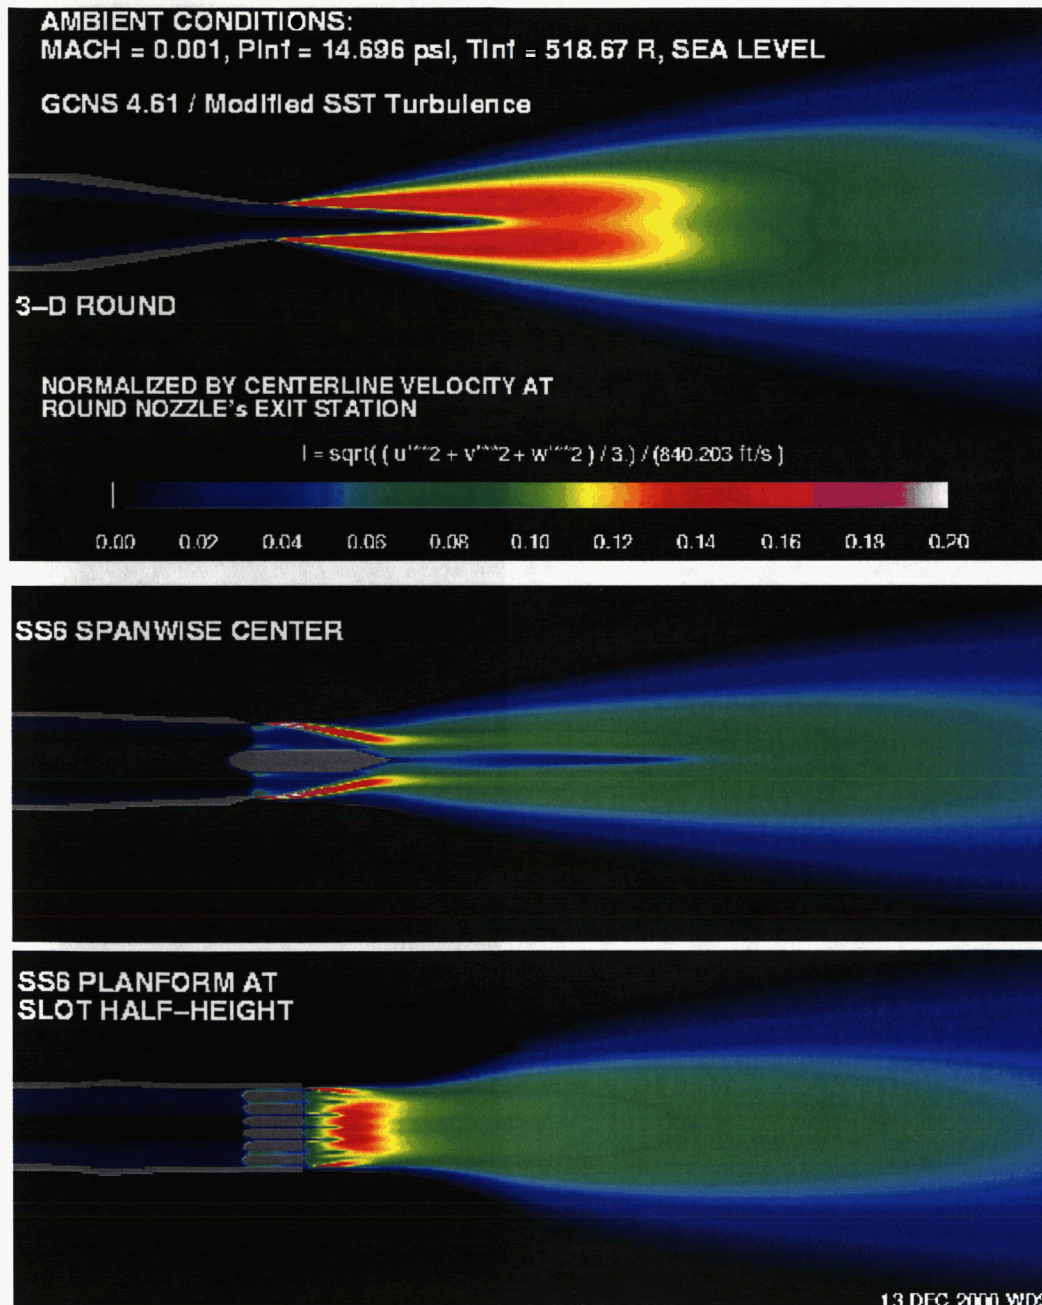 AMBIENT CONDITIONS:
MACH = 0.001, Pinf = 14.696 psi, Tinf = 518.67 R, SEA LEVEL
GCNS 4.61 / Modified SST Turbulence
3-D ROUND
NORMALIZED BY CENTERLINE VELOCITY AT
ROUND NOZZLE's EXIT STATION
I = sqrt( ( u'**2 + v'**2 + w'**2 ) / 3.) / (840.203 ft/s )
0.00 0.02 0.04 0.06 0.08 0.10 0.12 0.14 0.16 0.18 0.20
SS6 SPANWISE CENTER
SS6 PLANFORM AT
SLOT HALF-HEIGHT
13 DEC 2000